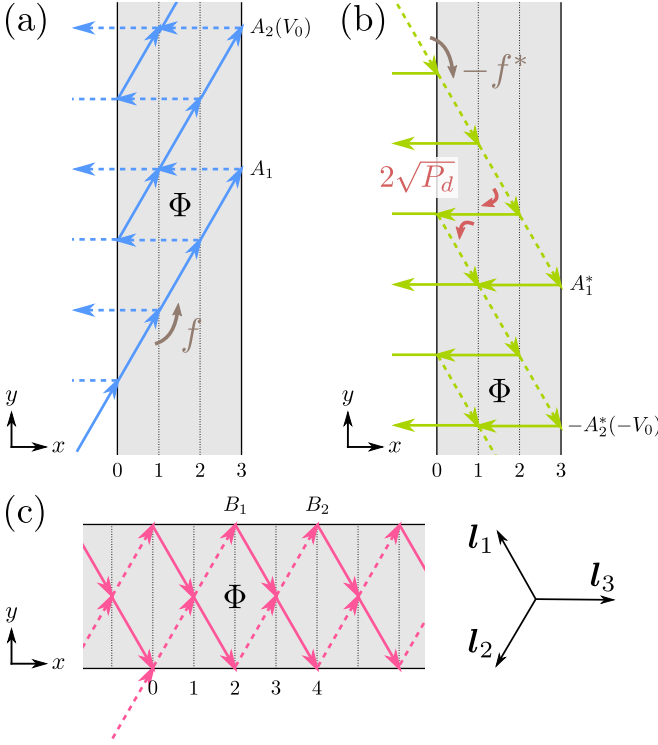 (a)
A₂(V₀)
A₁
Φ
f
y
x
0 1 2 3
(b)
−f*
2√P_d
A₁*
Φ
−A₂*(−V₀)
y
x
0 1 2 3
(c)
B₁ B₂
Φ
y
x
0 1 2 3 4
l₁
l₃
l₂